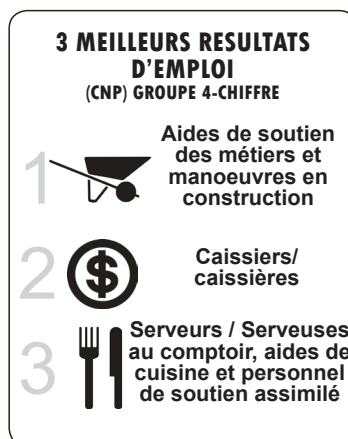 3 MEILLEURS RESULTATS
D'EMPLOI
(CNP) GROUPE 4-CHIFFRE
1
Aides de soutien
des métiers et
manoeuvres en
construction
2
$
Caissiers/
caissières
3
Serveurs / Serveuses
au comptoir, aides de
cuisine et personnel
de soutien assimilé